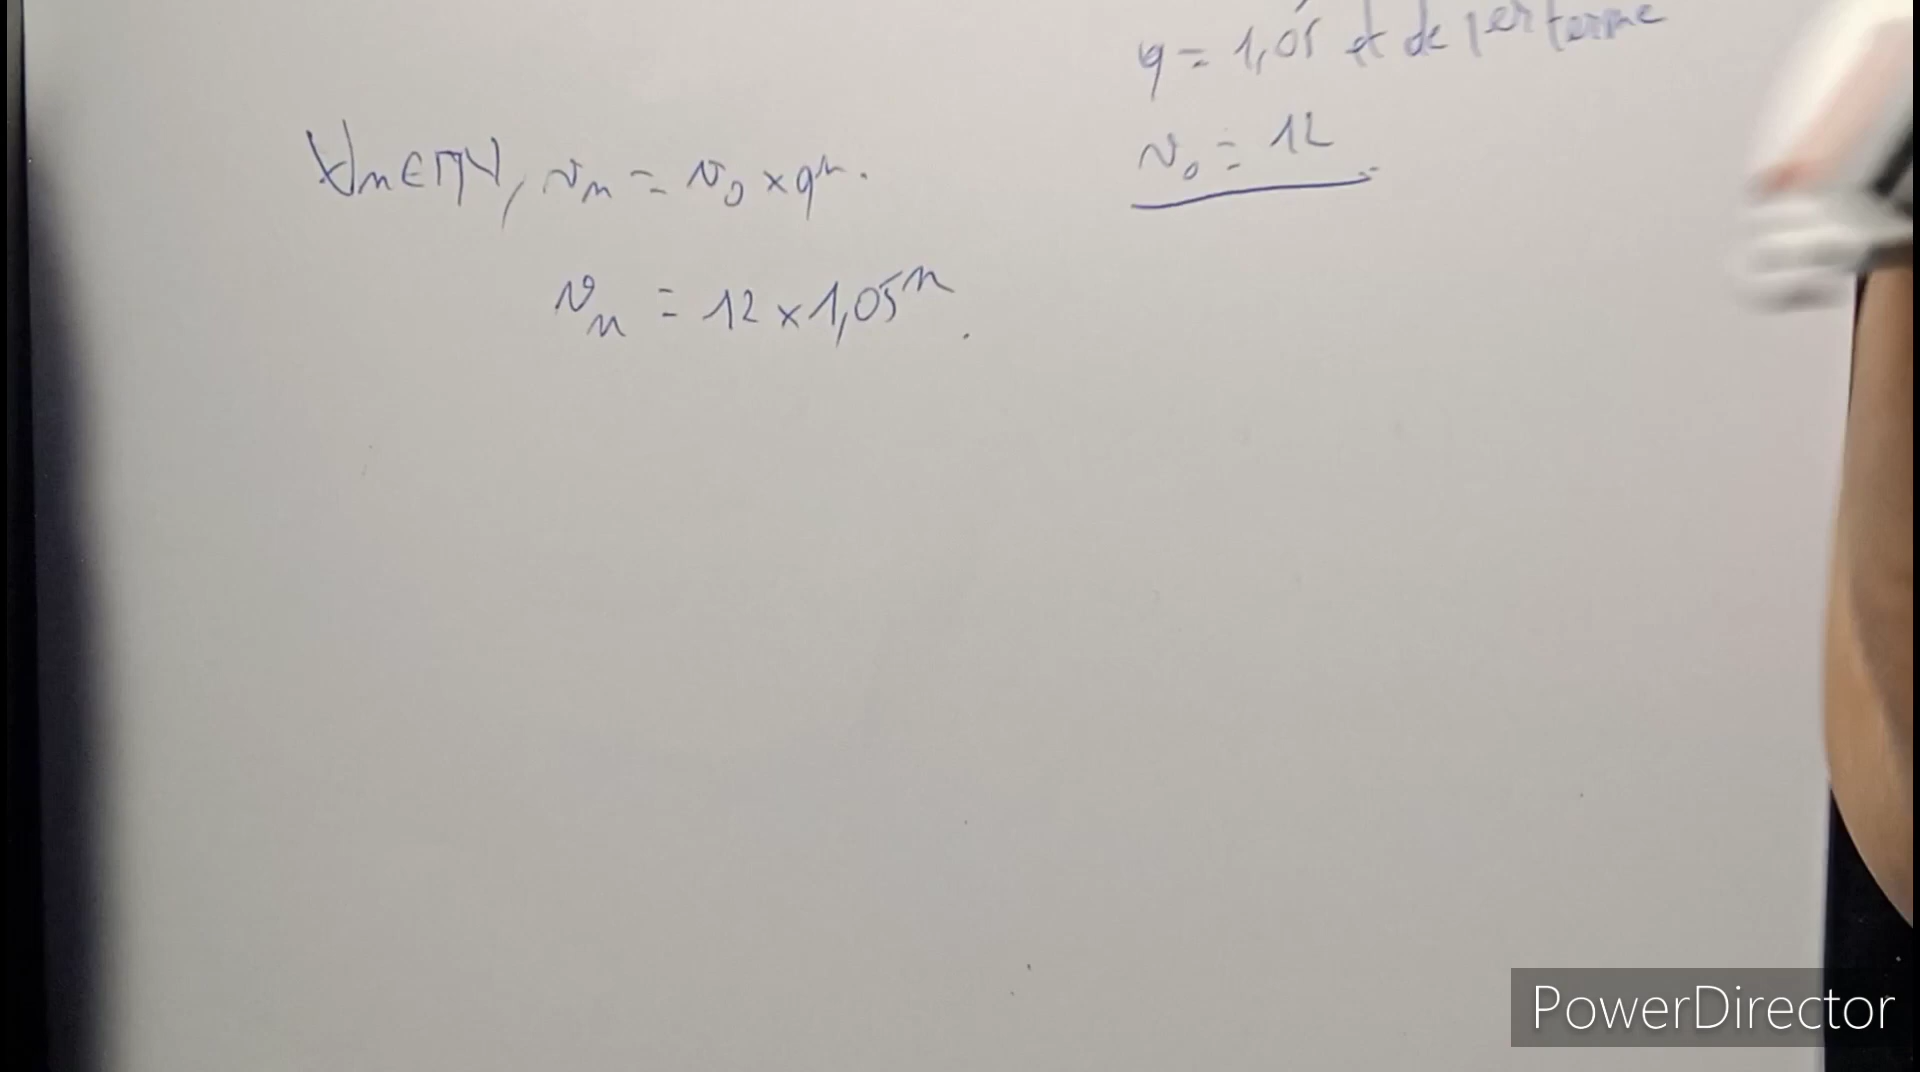 q = 1,05 et de 1er terme
v₀ = 12
∀n∈ℕ, vₙ = v₀ × qⁿ.
vₙ = 12 × 1,05ⁿ.
PowerDirector